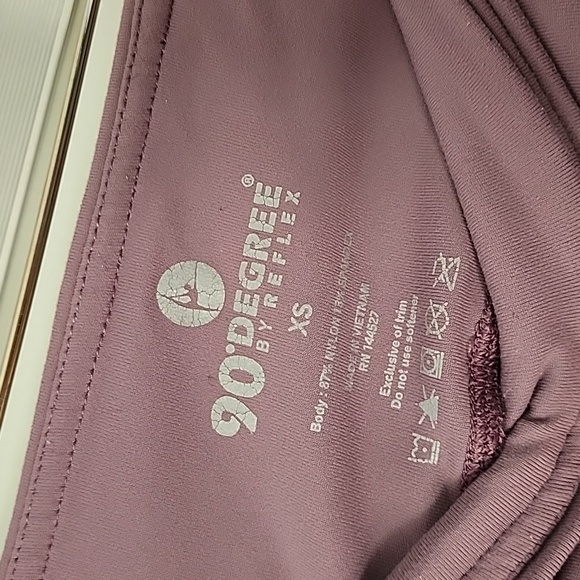 90°DEGREE®
BY REFLEX
XS
Body : 87% NYLON 13% SPANDEX
MADE IN VIETNAM
RN 144527
Exclusive of trim
Do not use softener